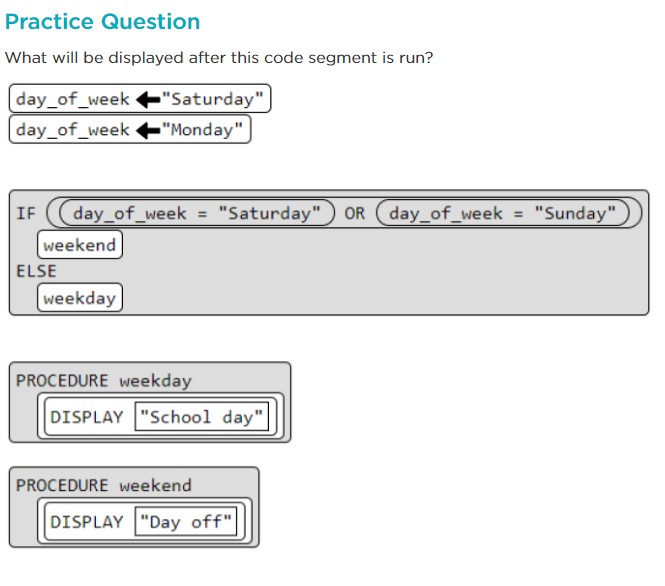 Practice Question
What will be displayed after this code segment is run?
day_of_week ← "Saturday"
day_of_week ← "Monday"
IF day_of_week = "Saturday" OR day_of_week = "Sunday"
weekend
ELSE
weekday
PROCEDURE weekday
DISPLAY "School day"
PROCEDURE weekend
DISPLAY "Day off"